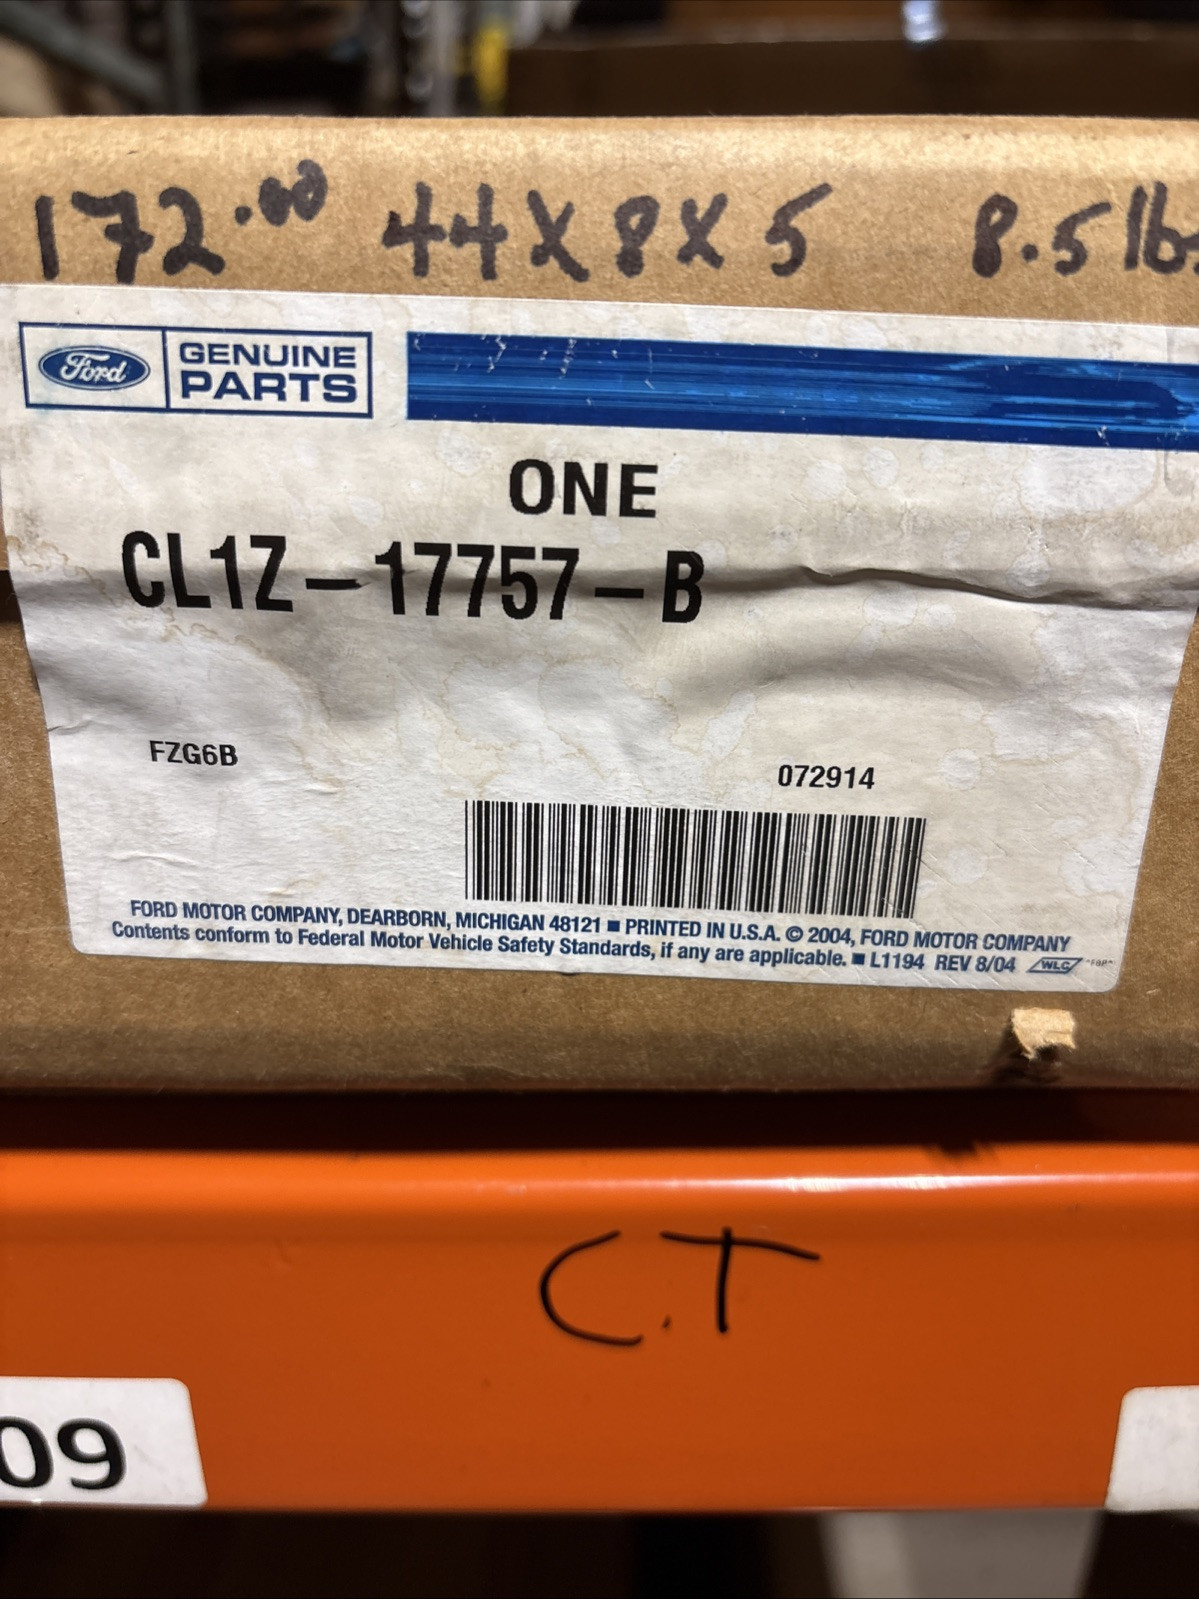 172.00 44x8x5 8.5 lbs
Ford GENUINE
PARTS
ONE
CL1Z-17757-B
FZG6B
072914
FORD MOTOR COMPANY, DEARBORN, MICHIGAN 48121 ■ PRINTED IN U.S.A. © 2004, FORD MOTOR COMPANY
Contents conform to Federal Motor Vehicle Safety Standards, if any are applicable. ■ L1194 REV 8/04 WLC
C.T
09